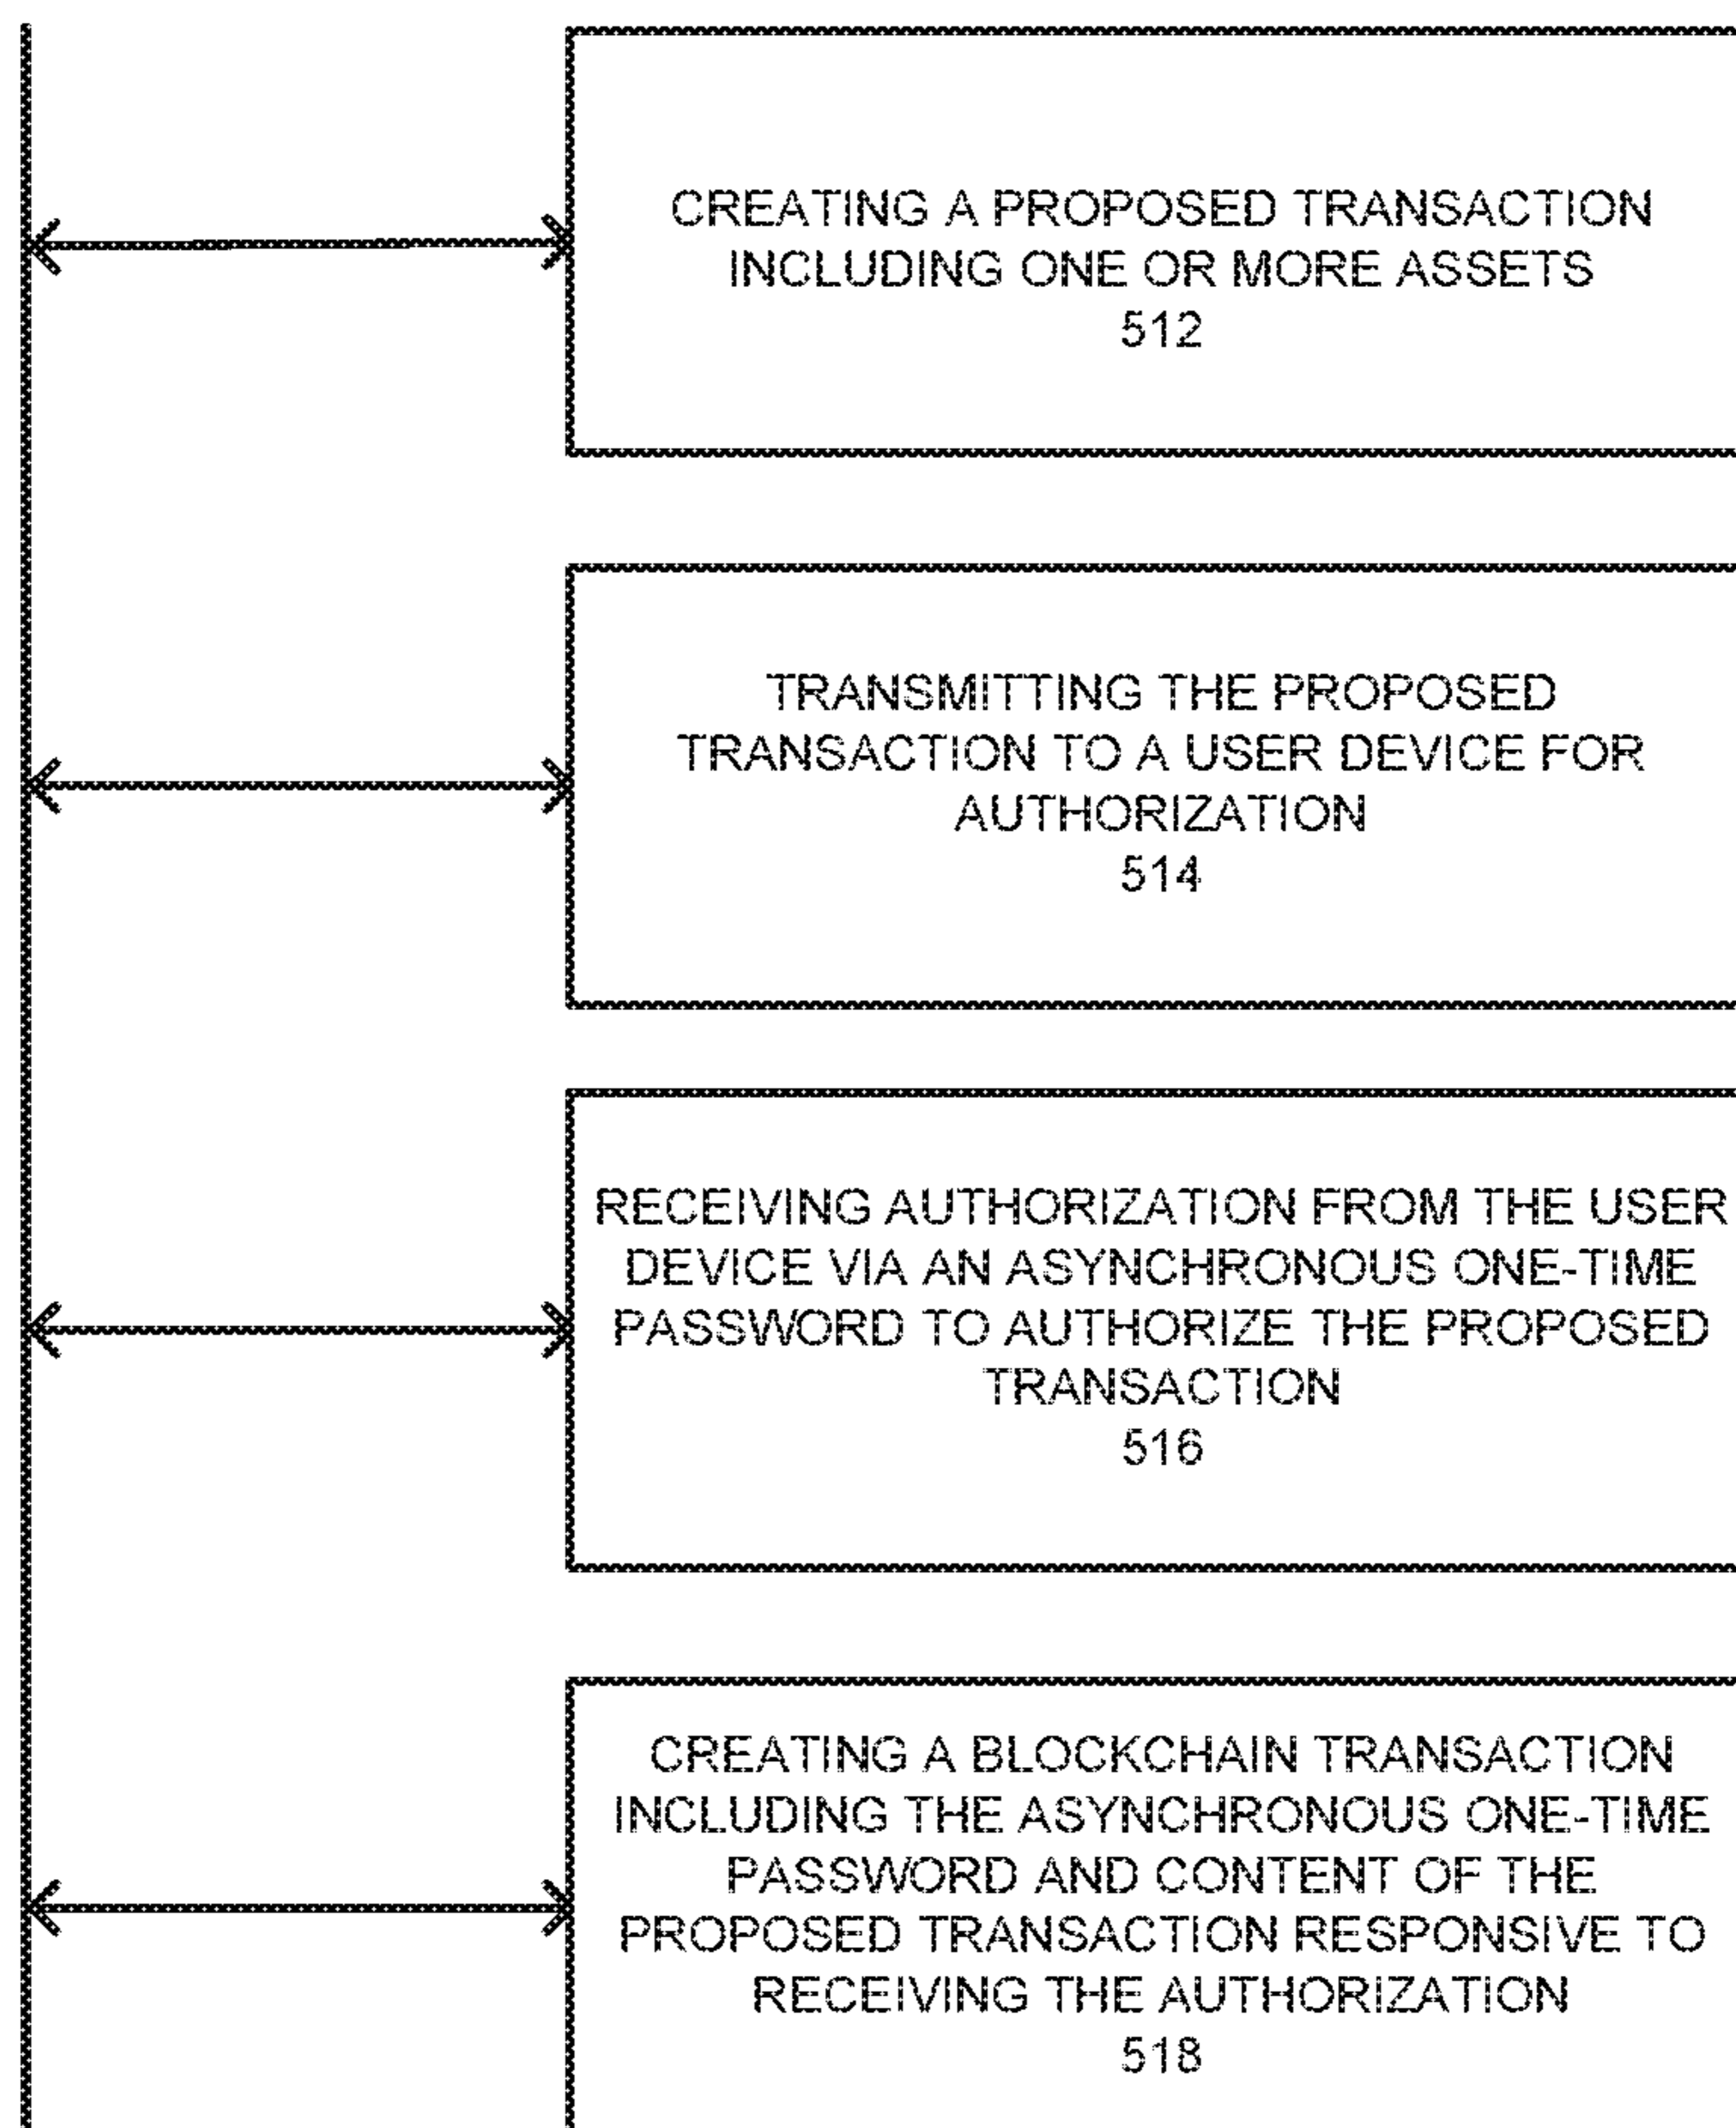 CREATING A PROPOSED TRANSACTION
INCLUDING ONE OR MORE ASSETS
512
TRANSMITTING THE PROPOSED
TRANSACTION TO A USER DEVICE FOR
AUTHORIZATION
514
RECEIVING AUTHORIZATION FROM THE USER
DEVICE VIA AN ASYNCHRONOUS ONE-TIME
PASSWORD TO AUTHORIZE THE PROPOSED
TRANSACTION
516
CREATING A BLOCKCHAIN TRANSACTION
INCLUDING THE ASYNCHRONOUS ONE-TIME
PASSWORD AND CONTENT OF THE
PROPOSED TRANSACTION RESPONSIVE TO
RECEIVING THE AUTHORIZATION
518